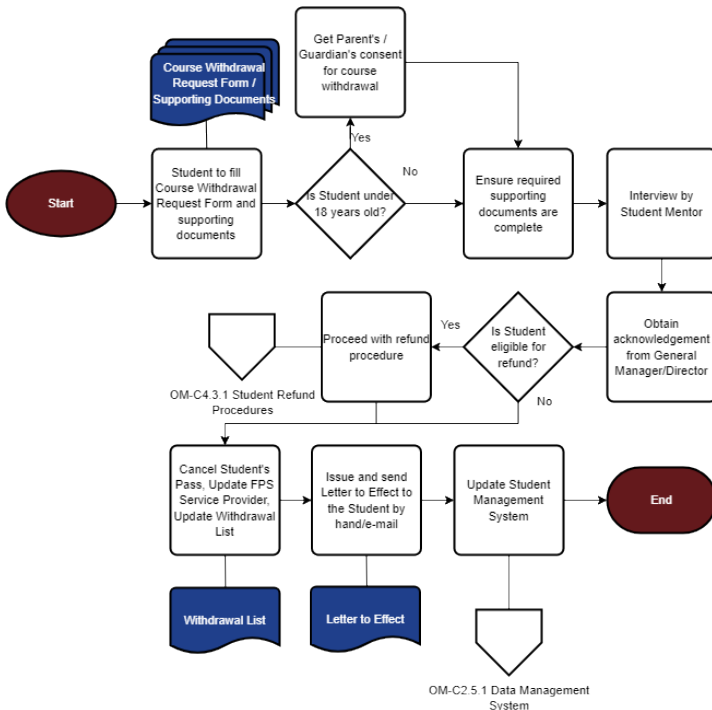 Course Withdrawal
Request Form /
Supporting Documents
Get Parent's /
Guardian's consent
for course
withdrawal
Yes
Start
Student to fill
Course Withdrawal
Request Form and
supporting
documents
Is Student under
18 years old?
No
Ensure required
supporting
documents are
complete
Interview by
Student Mentor
Obtain
acknowledgement
from General
Manager/Director
Is Student
eligible for
refund?
Yes
No
Proceed with refund
procedure
OM-C4.3.1 Student Refund
Procedures
Cancel Student's
Pass, Update FPS
Service Provider,
Update Withdrawal
List
Issue and send
Letter to Effect to
the Student by
hand/e-mail
Update Student
Management
System
End
Withdrawal List
Letter to Effect
OM-C2.5.1 Data Management
System